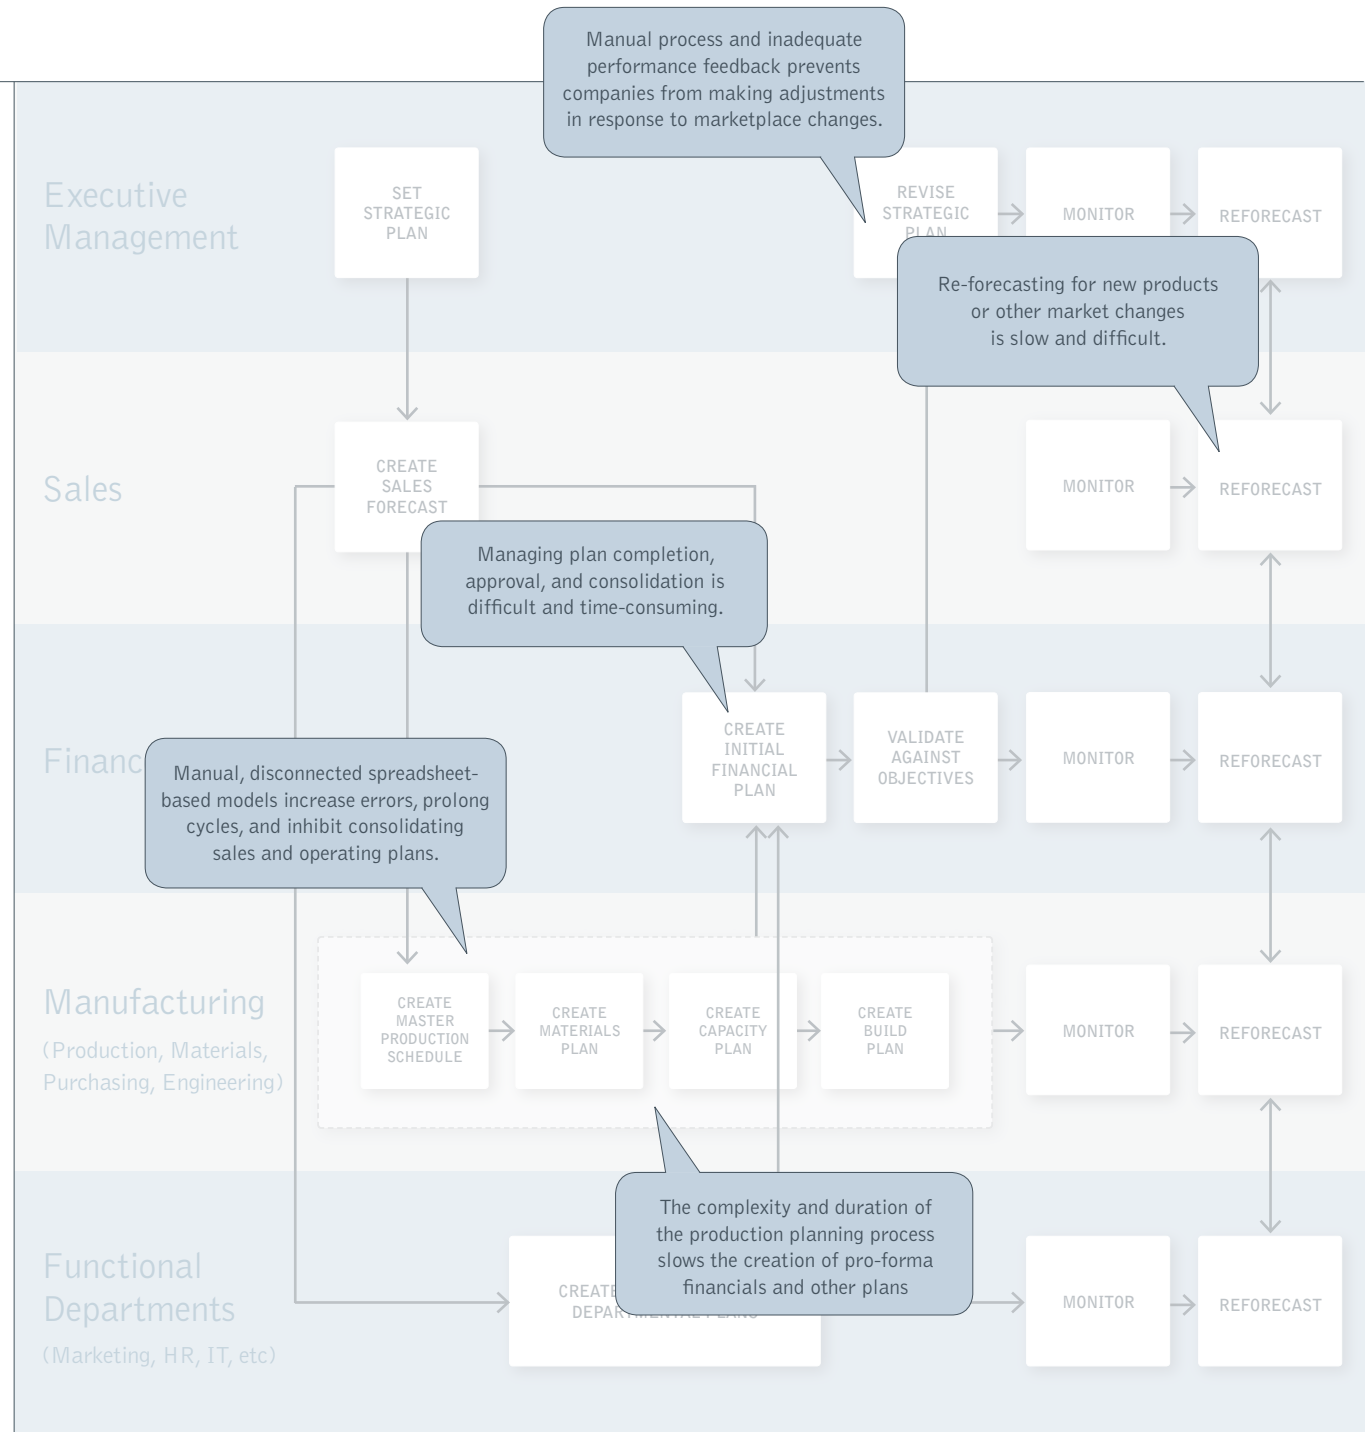 Manual process and inadequate
performance feedback prevents
companies from making adjustments
in response to marketplace changes.
Executive
Management
SET
STRATEGIC
PLAN
REVISE
STRATEGIC
PLAN
MONITOR
REFORECAST
Re-forecasting for new products
or other market changes
is slow and difficult.
Sales
CREATE
SALES
FORECAST
MONITOR
REFORECAST
Managing plan completion,
approval, and consolidation is
difficult and time-consuming.
Financ
CREATE
INITIAL
FINANCIAL
PLAN
VALIDATE
AGAINST
OBJECTIVES
MONITOR
REFORECAST
Manual, disconnected spreadsheet-
based models increase errors, prolong
cycles, and inhibit consolidating
sales and operating plans.
Manufacturing
(Production, Materials,
Purchasing, Engineering)
CREATE
MASTER
PRODUCTION
SCHEDULE
CREATE
MATERIALS
PLAN
CREATE
CAPACITY
PLAN
CREATE
BUILD
PLAN
MONITOR
REFORECAST
The complexity and duration of
the production planning process
slows the creation of pro-forma
financials and other plans
Functional
Departments
(Marketing, HR, IT, etc)
CREATE
DEPARTMENTAL PLANS
MONITOR
REFORECAST